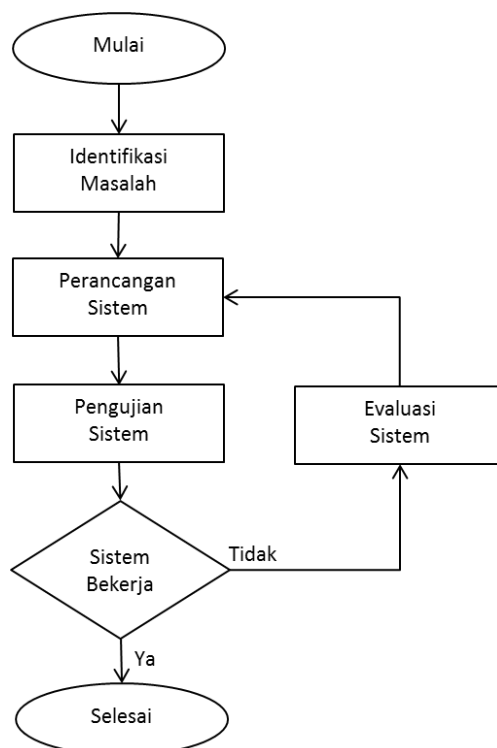 Mulai
Identifikasi
Masalah
Perancangan
Sistem
Pengujian
Sistem
Evaluasi
Sistem
Sistem
Bekerja
Tidak
Ya
Selesai